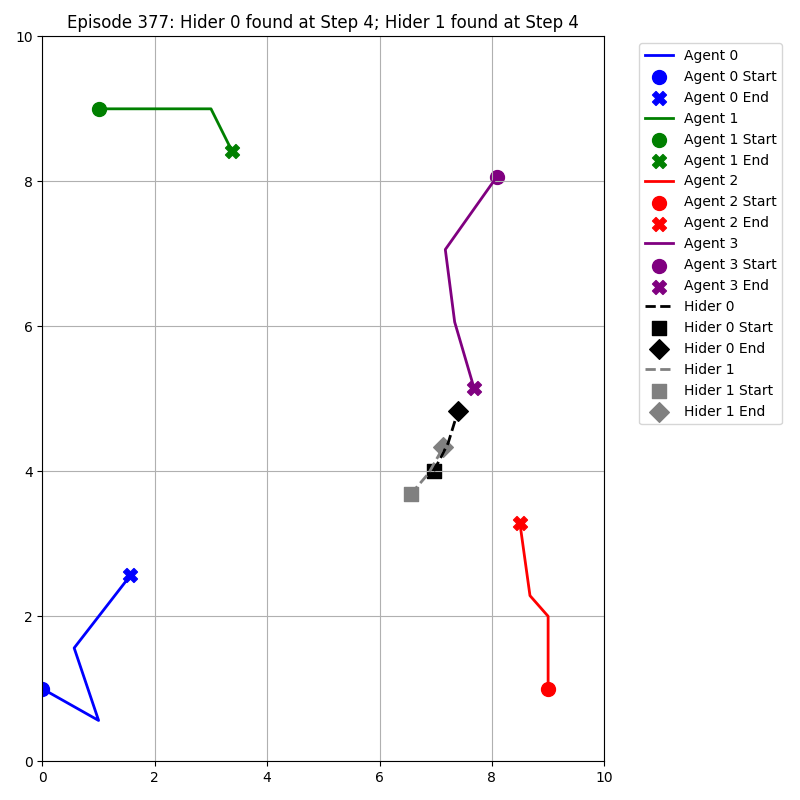 Episode 377: Hider 0 found at Step 4; Hider 1 found at Step 4
10
8
6
4
2
0
0
2
4
6
8
10
Agent 0
Agent 0 Start
Agent 0 End
Agent 1
Agent 1 Start
Agent 1 End
Agent 2
Agent 2 Start
Agent 2 End
Agent 3
Agent 3 Start
Agent 3 End
Hider 0
Hider 0 Start
Hider 0 End
Hider 1
Hider 1 Start
Hider 1 End